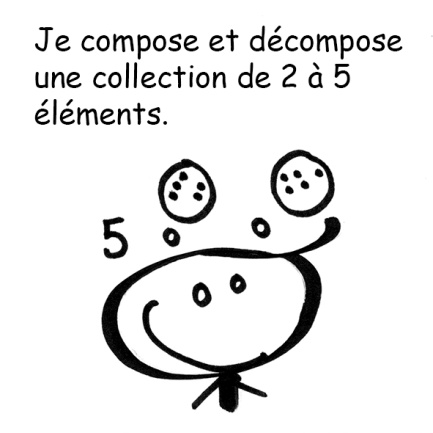 Je compose et décompose
une collection de 2 à 5
éléments.
5